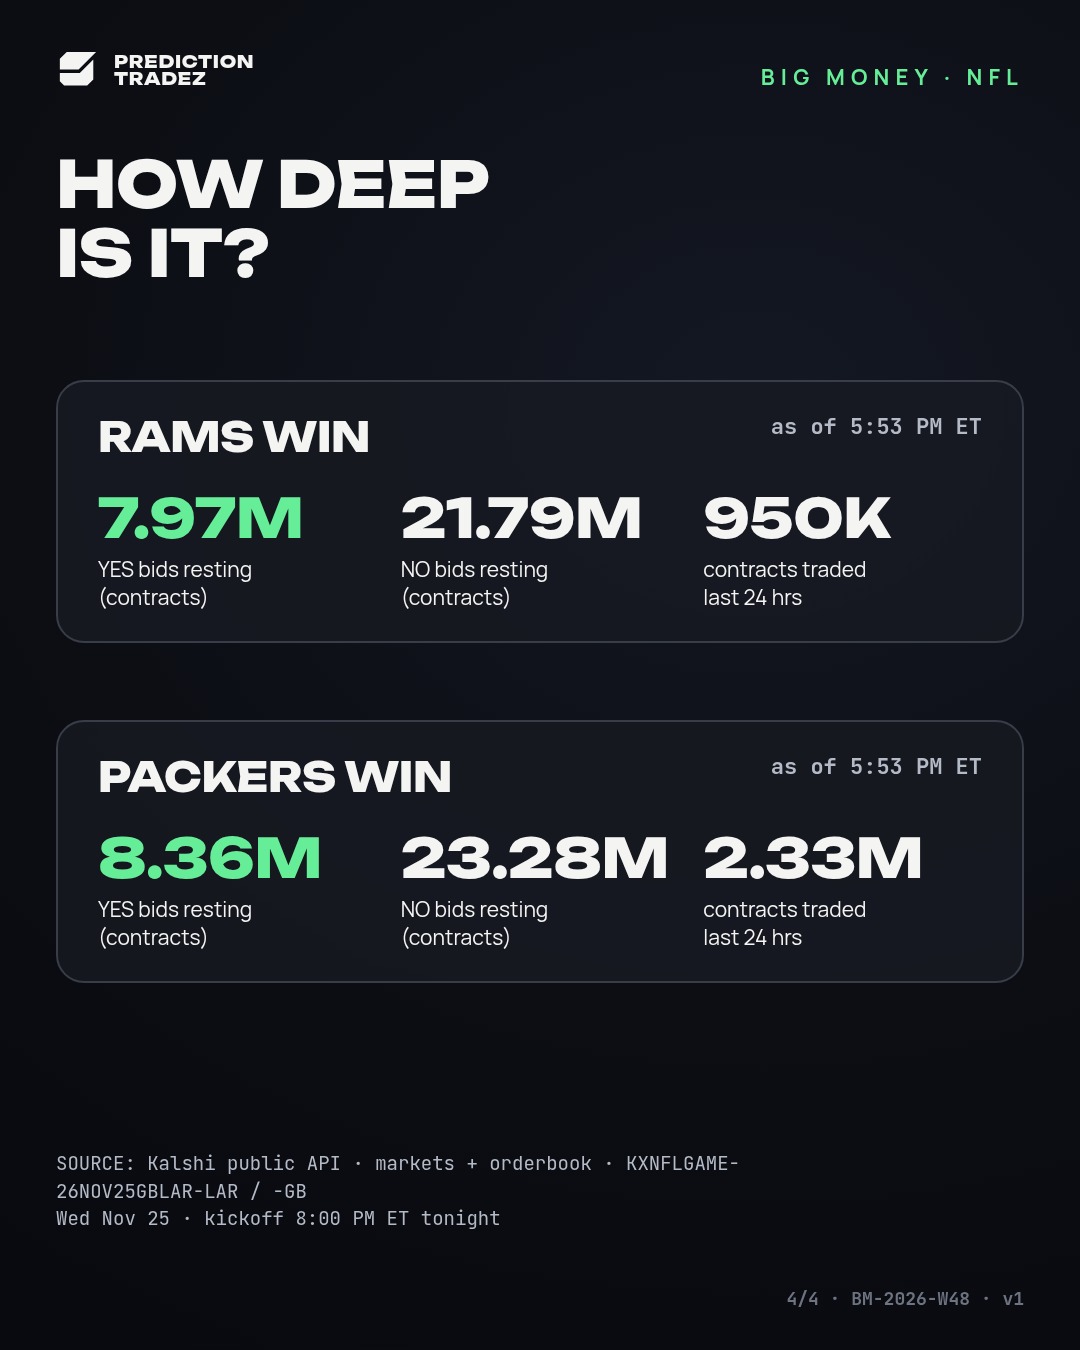 PREDICTION
TRADEZ
BIG MONEY · NFL
HOW DEEP
IS IT?
RAMS WIN
as of 5:53 PM ET
7.97M
21.79M
950K
YES bids resting
(contracts)
NO bids resting
(contracts)
contracts traded
last 24 hrs
PACKERS WIN
as of 5:53 PM ET
8.36M
23.28M
2.33M
YES bids resting
(contracts)
NO bids resting
(contracts)
contracts traded
last 24 hrs
SOURCE: Kalshi public API · markets + orderbook · KXNFLGAME-
26NOV25GBLAR-LAR / -GB
Wed Nov 25 · kickoff 8:00 PM ET tonight
4/4 · BM-2026-W48 · v1